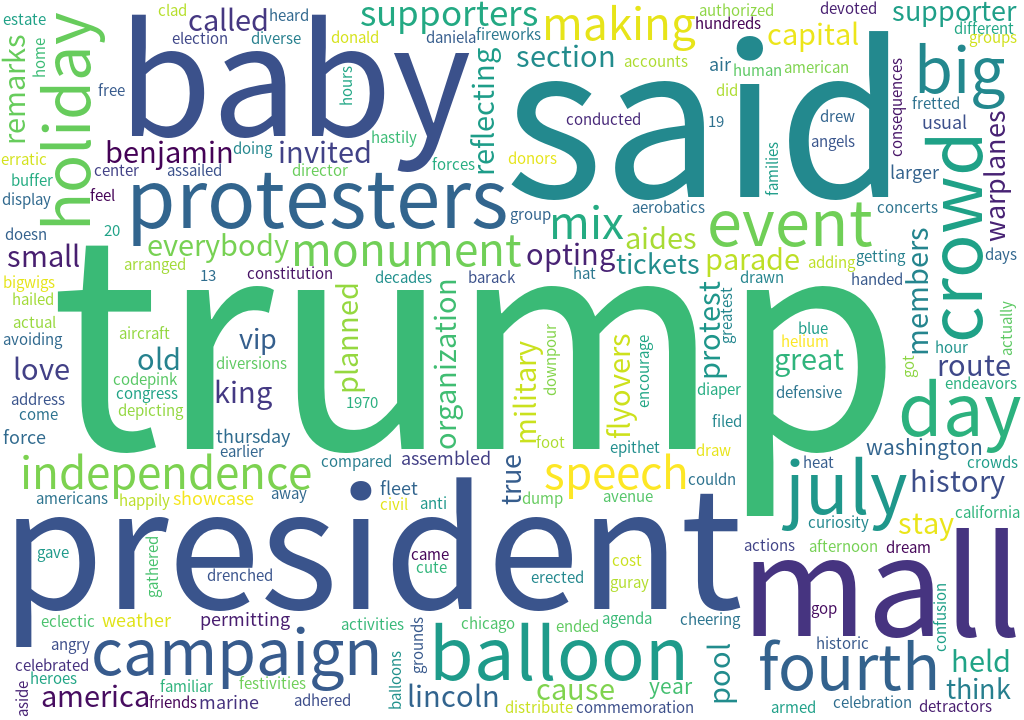 estate
clad
called
heard
supporters
making
authorized
devoted
supporter
hundreds
home
holiday
remarks
election
diverse
donald
daniela
fireworks
capital
different
groups
baby
said
section
accounts
air
human
american
big
free
hours
reflecting
did
consequences
fretted
conducted
19
drew
usual
hastily
angels
benjamin
doing
invited
donors
families
crowd
warplanes
erratic
center
assailed
director
forces
larger
buffer
display
feel
protesters
group
mix
aerobatics
event
concerts
doesn
20
everybody
monument
opting
aides
small
arranged
13
constitution
decades
barack
hat
tickets
parade
adding
getting
members
days
bigwigs
drawn
handed
hailed
trump
planned
organization
protest
greatest
actual
aircraft
vip
military
downpour
flyovers
encourage
blue
helium
actually
avoiding
old
diversions
great
got
hour
route
love
codepink
congress
king
diaper
defensive
endeavors
address
depicting
1970
come
filed
day
force
thursday
foot
epithet
draw
washington
earlier
independence
compared
assembled
true
speech
couldn
heat
crowds
july
history
americans
happily
showcase
away
fleet
civil
anti
dump
avenue
california
president
curiosity
stay
gave
gathered
came
cute
cost
actions
afternoon
dream
drenched
erected
guray
mall
gop
confusion
eclectic
weather
permitting
activities
grounds
chicago
ended
agenda
cheering
historic
angry
campaign
balloon
pool
fourth
held
celebrated
heroes
familiar
festivities
balloons
cause
year
think
aside
america
friends
marine
adhered
lincoln
distribute
commemoration
armed
celebration
detractors